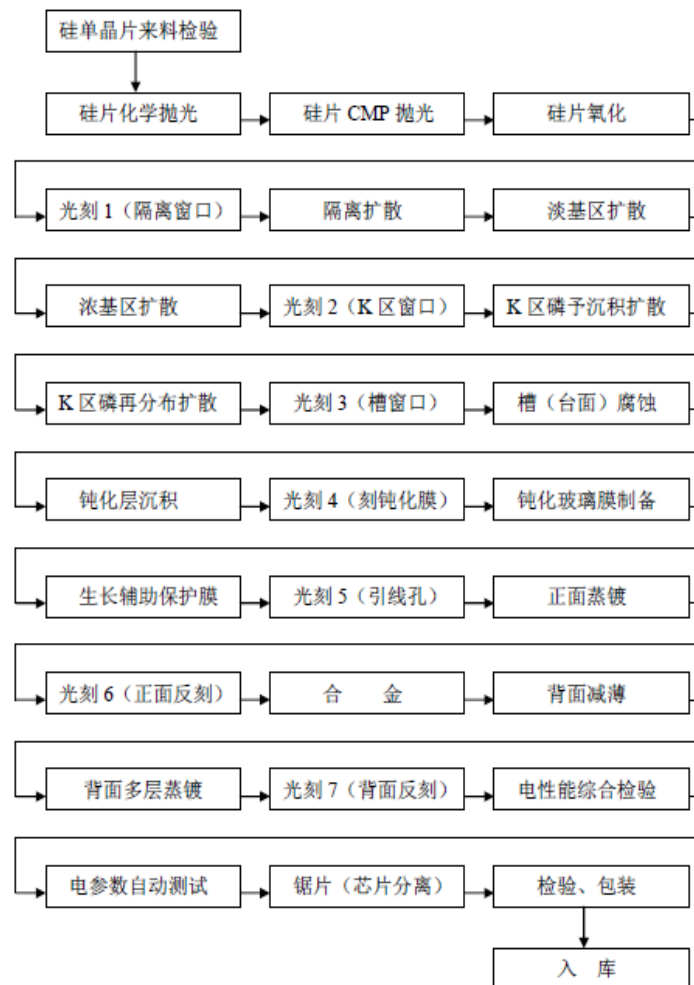 硅单晶片来料检验
硅片化学抛光
硅片 CMP 抛光
硅片氧化
光刻 1（隔离窗口）
隔离扩散
淡基区扩散
浓基区扩散
光刻 2（K 区窗口）
K 区磷予沉积扩散
K 区磷再分布扩散
光刻 3（槽窗口）
槽（台面）腐蚀
钝化层沉积
光刻 4（刻钝化膜）
钝化玻璃膜制备
生长辅助保护膜
光刻 5（引线孔）
正面蒸镀
光刻 6（正面反刻）
合 金
背面减薄
背面多层蒸镀
光刻 7（背面反刻）
电性能综合检验
电参数自动测试
锯片（芯片分离）
检验、包装
入 库